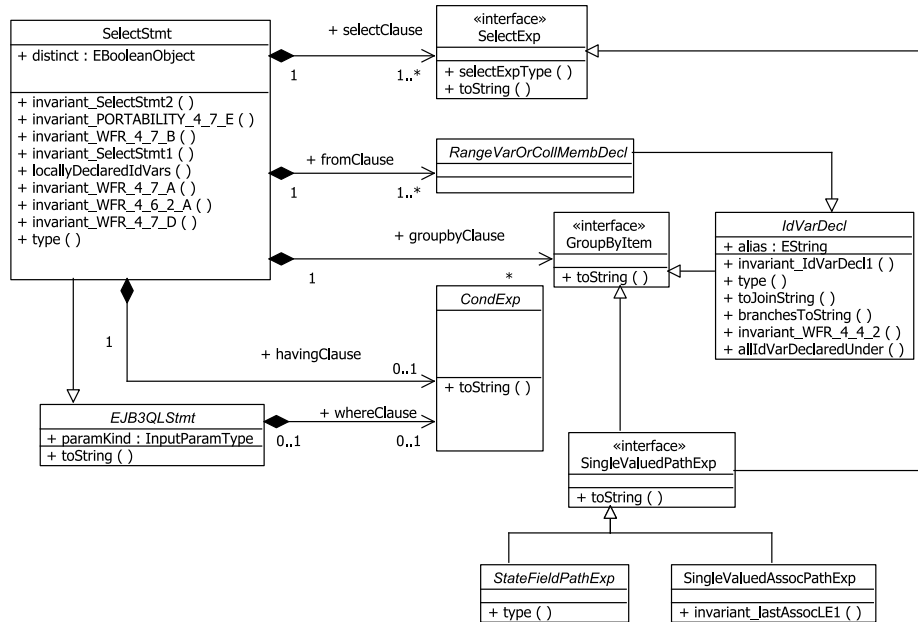 SelectStmt
+ distinct : EBooleanObject
+ invariant_SelectStmt2 ( )
+ invariant_PORTABILITY_4_7_E ( )
+ invariant_WFR_4_7_B ( )
+ invariant_SelectStmt1 ( )
+ locallyDeclaredIdVars ( )
+ invariant_WFR_4_7_A ( )
+ invariant_WFR_4_6_2_A ( )
+ invariant_WFR_4_7_D ( )
+ type ( )
+ selectClause
1
1..*
«interface»
SelectExp
+ selectExpType ( )
+ toString ( )
+ fromClause
1
1..*
RangeVarOrCollMembDecl
+ groupbyClause
1
*
«interface»
GroupByItem
+ toString ( )
IdVarDecl
+ alias : EString
+ invariant_IdVarDecl1 ( )
+ type ( )
+ toJoinString ( )
+ branchesToString ( )
+ invariant_WFR_4_4_2 ( )
+ allIdVarDeclaredUnder ( )
1
+ havingClause
0..1
CondExp
+ toString ( )
EJB3QLStmt
+ paramKind : InputParamType
+ toString ( )
+ whereClause
0..1
0..1
«interface»
SingleValuedPathExp
+ toString ( )
StateFieldPathExp
+ type ( )
SingleValuedAssocPathExp
+ invariant_lastAssocLE1 ( )